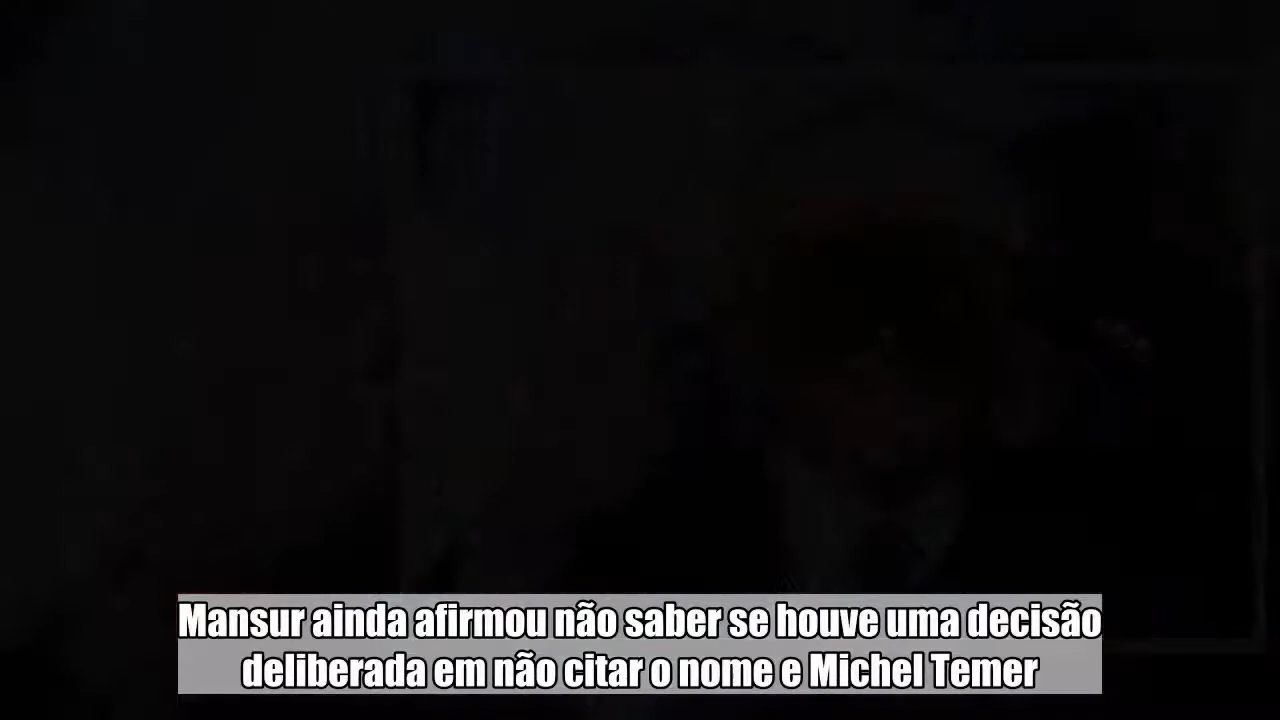 Mansur ainda afirmou não saber se houve uma decisão
deliberada em não citar o nome e Michel Temer